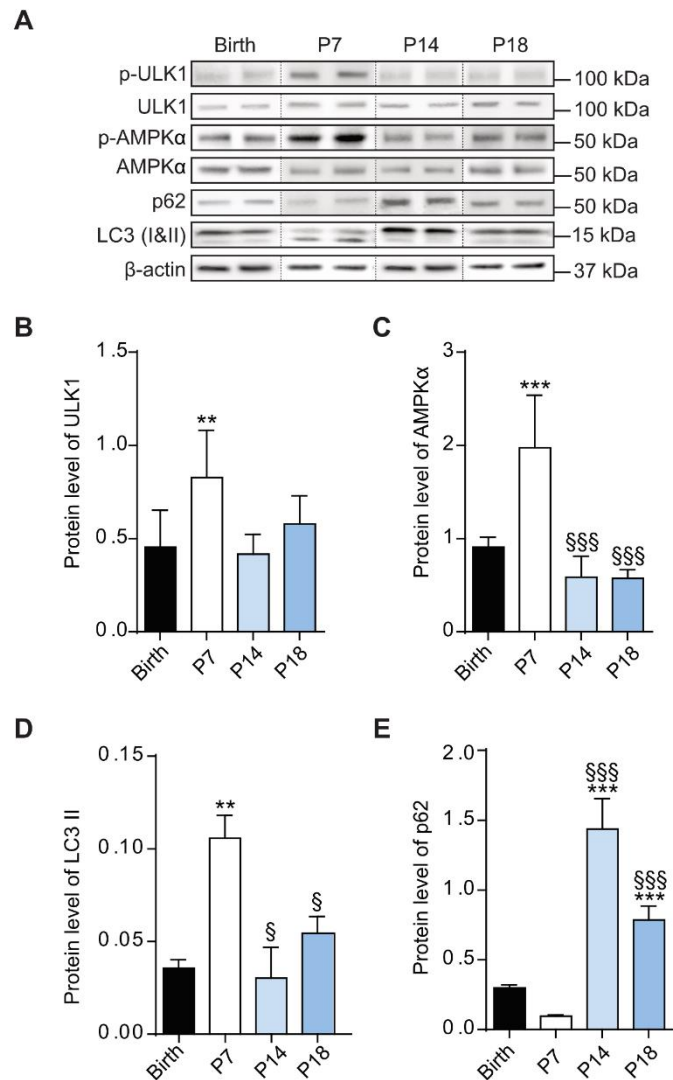 A
Birth P7 P14 P18
p-ULK1 100 kDa
ULK1 100 kDa
p-AMPKα 50 kDa
AMPKα 50 kDa
p62 50 kDa
LC3 (I&II) 15 kDa
β-actin 37 kDa
B
Protein level of ULK1
1.5
1.0
0.5
0.0
**
Birth P7 P14 P18
C
Protein level of AMPKα
3
2
1
0
***
§§§ §§§
Birth P7 P14 P18
D
Protein level of LC3 II
0.15
0.10
0.05
0.00
**
§ §
Birth P7 P14 P18
E
Protein level of p62
2.0
1.5
1.0
0.5
0.0
§§§
***
§§§
***
Birth P7 P14 P18